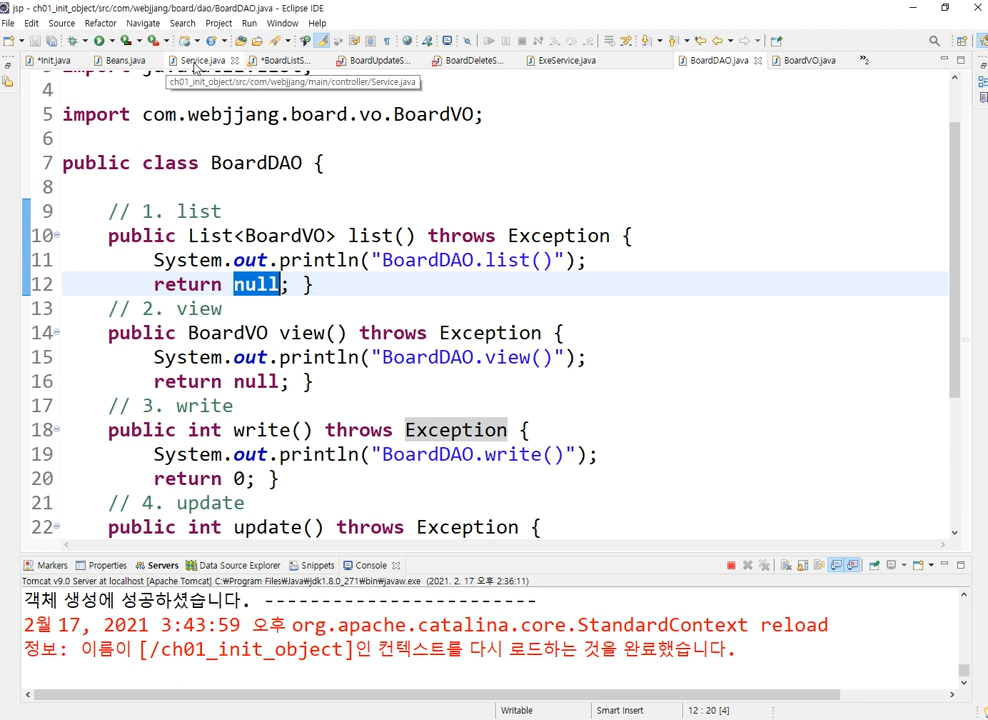 jsp - ch01_init_object/src/com/webjjang/board/dao/BoardDAO.java - Eclipse IDE
File Edit Source Refactor Navigate Search Project Run Window Help
*Init.java Beans.java Service.java *BoardListS... BoardUpdateS... BoardDeleteS... ExeService.java BoardDAO.java BoardVO.java »2
ch01_init_object/src/com/webjjang/main/controller/Service.java
4
5 import com.webjjang.board.vo.BoardVO;
6
7 public class BoardDAO {
8
9 // 1. list
10 public List<BoardVO> list() throws Exception {
11 System.out.println("BoardDAO.list()");
12 return null; }
13 // 2. view
14 public BoardVO view() throws Exception {
15 System.out.println("BoardDAO.view()");
16 return null; }
17 // 3. write
18 public int write() throws Exception {
19 System.out.println("BoardDAO.write()");
20 return 0; }
21 // 4. update
22 public int update() throws Exception {
Markers Properties Servers Data Source Explorer Snippets Console
Tomcat v9.0 Server at localhost [Apache Tomcat] C:₩Program Files₩Java₩jdk1.8.0_271₩bin₩javaw.exe (2021. 2. 17 오후 2:36:11)
객체 생성에 성공하셨습니다. ------------------------
2월 17, 2021 3:43:59 오후 org.apache.catalina.core.StandardContext reload
정보: 이름이 [/ch01_init_object]인 컨텍스트를 다시 로드하는 것을 완료했습니다.
Writable Smart Insert 12 : 20 [4]